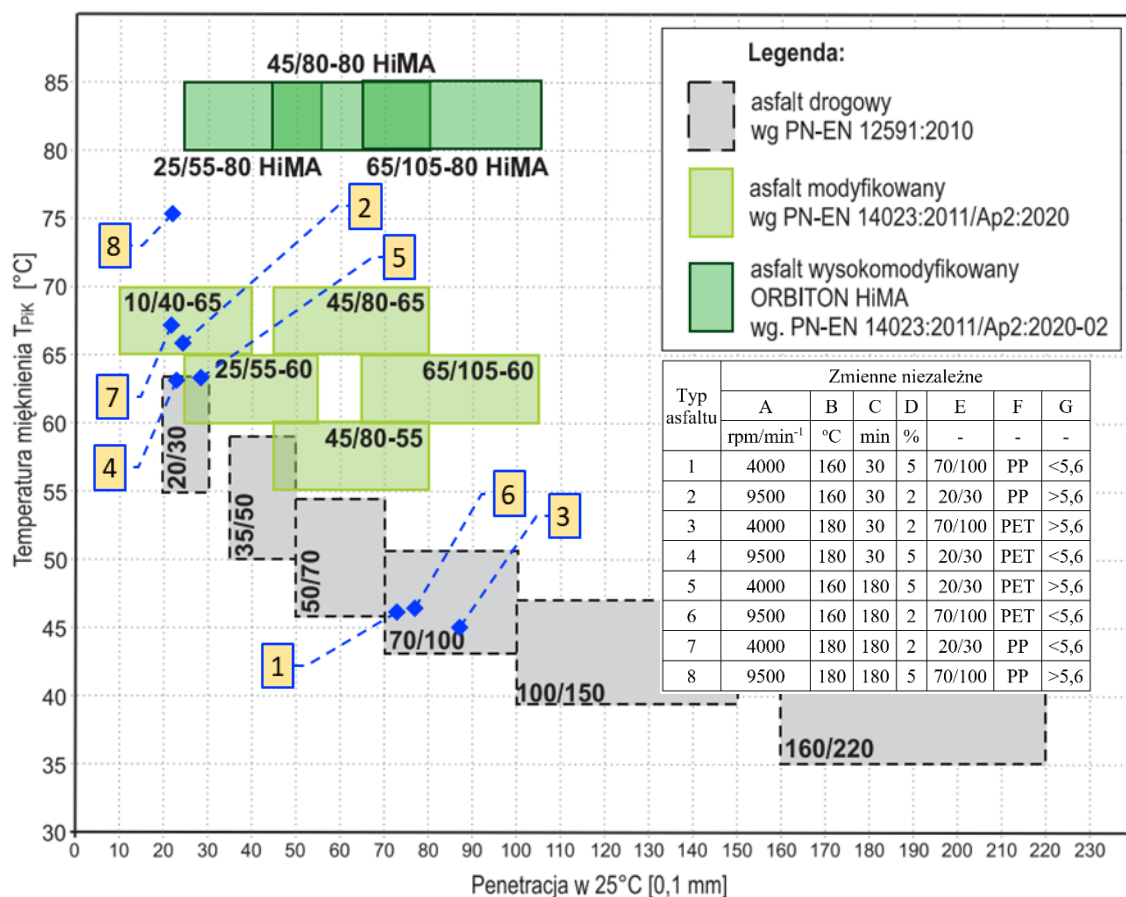 Temperatura mięknienia TPiK [°C]
85
80
75
70
65
60
55
50
45
40
35
30
0 10 20 30 40 50 60 70 80 90 100 110 120 130 140 150 160 170 180 190 200 210 220 230
Penetracja w 25°C [0,1 mm]
45/80-80 HiMA
25/55-80 HiMA
65/105-80 HiMA
2
8
5
10/40-65
45/80-65
25/55-60
65/105-60
7
45/80-55
4
20/30
35/50
50/70
6
3
1
70/100
100/150
160/220
Legenda:
asfalt drogowy
wg PN-EN 12591:2010
asfalt modyfikowany
wg PN-EN 14023:2011/Ap2:2020
asfalt wysokomodyfikowany
ORBITON HiMA
wg. PN-EN 14023:2011/Ap2:2020-02
Typ asfaltu Zmienne niezależne
A B C D E F G
rpm/min-1 ºC min % - - -
1 4000 160 30 5 70/100 PP <5,6
2 9500 160 30 2 20/30 PP >5,6
3 4000 180 30 2 70/100 PET >5,6
4 9500 180 30 5 20/30 PET <5,6
5 4000 160 180 5 20/30 PET >5,6
6 9500 160 180 2 70/100 PET <5,6
7 4000 180 180 2 20/30 PP <5,6
8 9500 180 180 5 70/100 PP >5,6